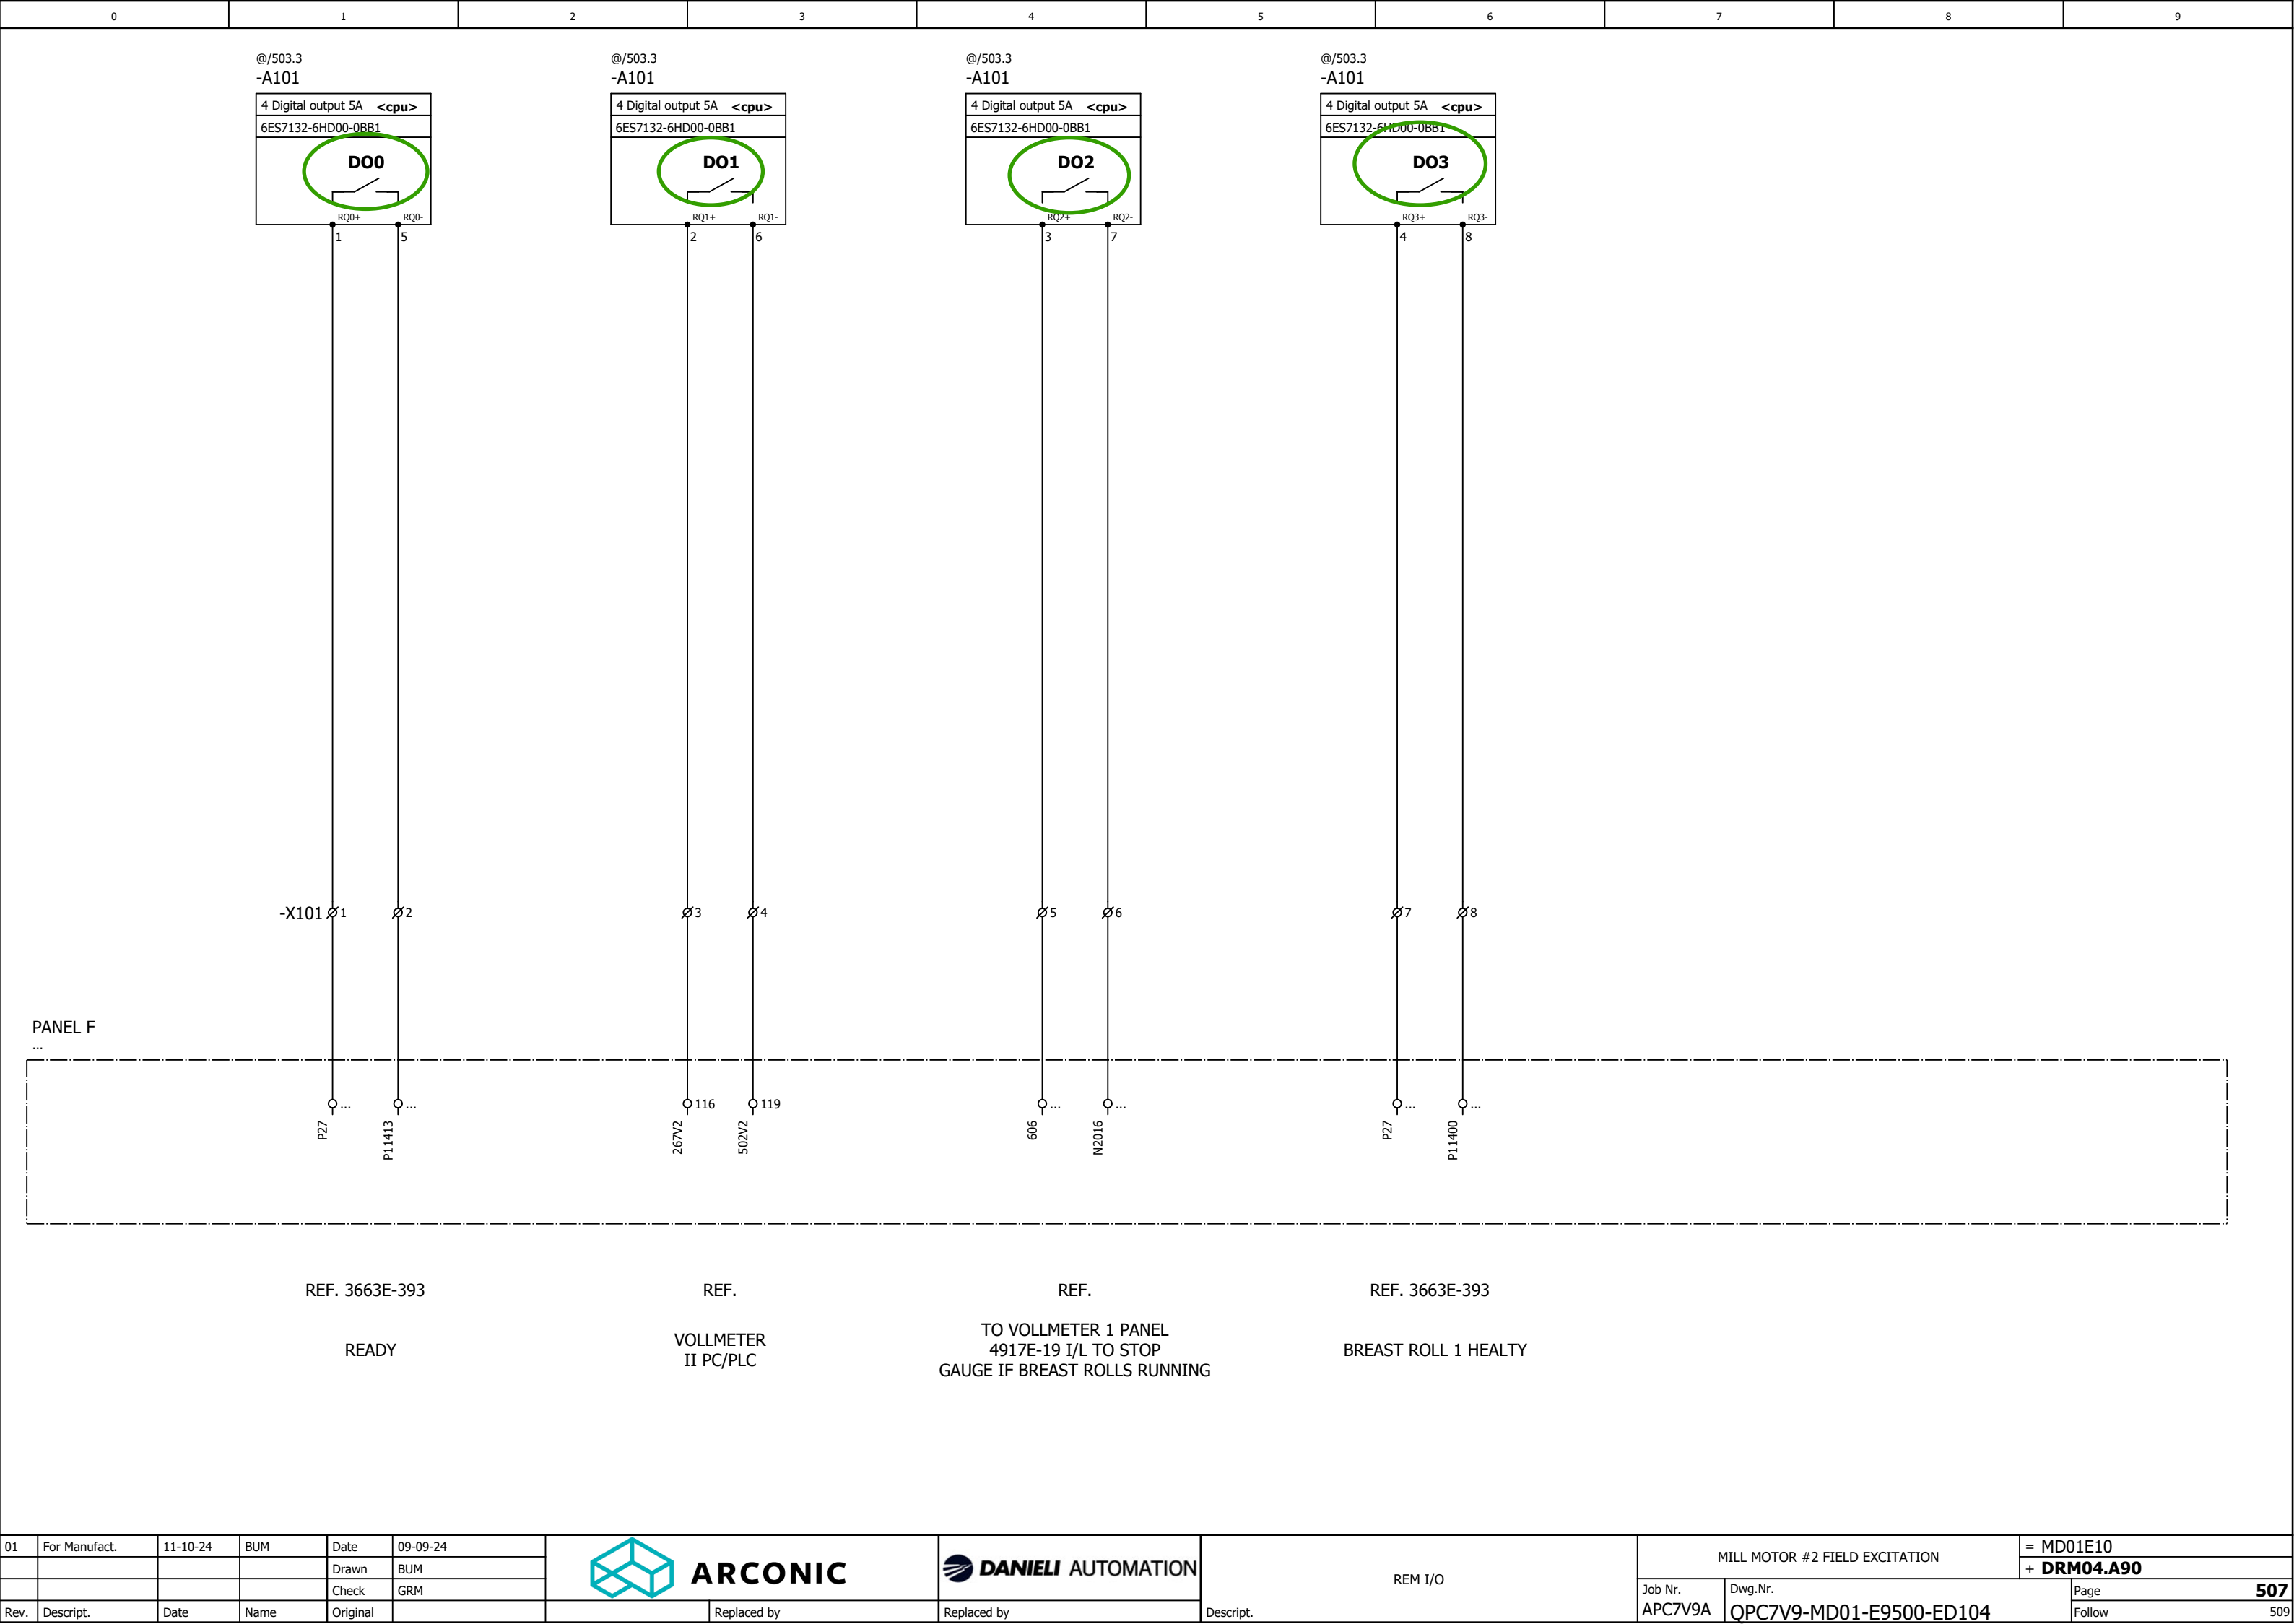 0 1 2 3 4 5 6 7 8 9
@/503.3 @/503.3 @/503.3 @/503.3
-A101 -A101 -A101 -A101
4 Digital output 5A <cpu> 4 Digital output 5A <cpu> 4 Digital output 5A <cpu> 4 Digital output 5A <cpu>
6ES7132-6HD00-0BB1 6ES7132-6HD00-0BB1 6ES7132-6HD00-0BB1 6ES7132-6HD00-0BB1
DO0 DO1 DO2 DO3
RQ0+ RQ0- RQ1+ RQ1- RQ2+ RQ2- RQ3+ RQ3-
1 5 2 6 3 7 4 8
-X101 1 2 3 4 5 6 7 8
PANEL F
...
... ... 116 119 ... ... ... ...
P27 P11413 267V2 502V2 606 N2016 P27 P11400
REF. 3663E-393 REF. REF. REF. 3663E-393
READY
VOLLMETER
II PC/PLC
TO VOLLMETER 1 PANEL
4917E-19 I/L TO STOP
GAUGE IF BREAST ROLLS RUNNING
BREAST ROLL 1 HEALTY
01 For Manufact. 11-10-24 BUM Date 09-09-24
Drawn BUM
Check GRM
Rev. Descript. Date Name Original
ARCONIC
Replaced by
DANIELI AUTOMATION
Replaced by
REM I/O
Descript.
MILL MOTOR #2 FIELD EXCITATION
= MD01E10
+ DRM04.A90
Job Nr. Dwg.Nr. Page 507
APC7V9A QPC7V9-MD01-E9500-ED104 Follow 509